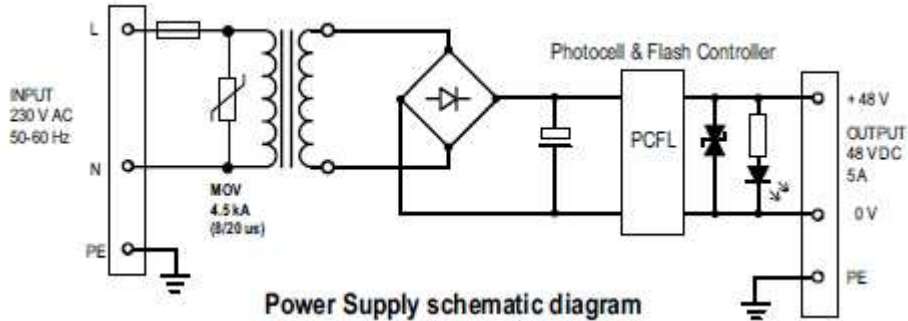 L
Photocell & Flash Controller
INPUT
230 V AC
50-60 Hz
+ 48 V
PCFL
OUTPUT
48 V DC
5A
N
MOV
4.5 kA
(8/20 us)
0 V
PE
PE
Power Supply schematic diagram